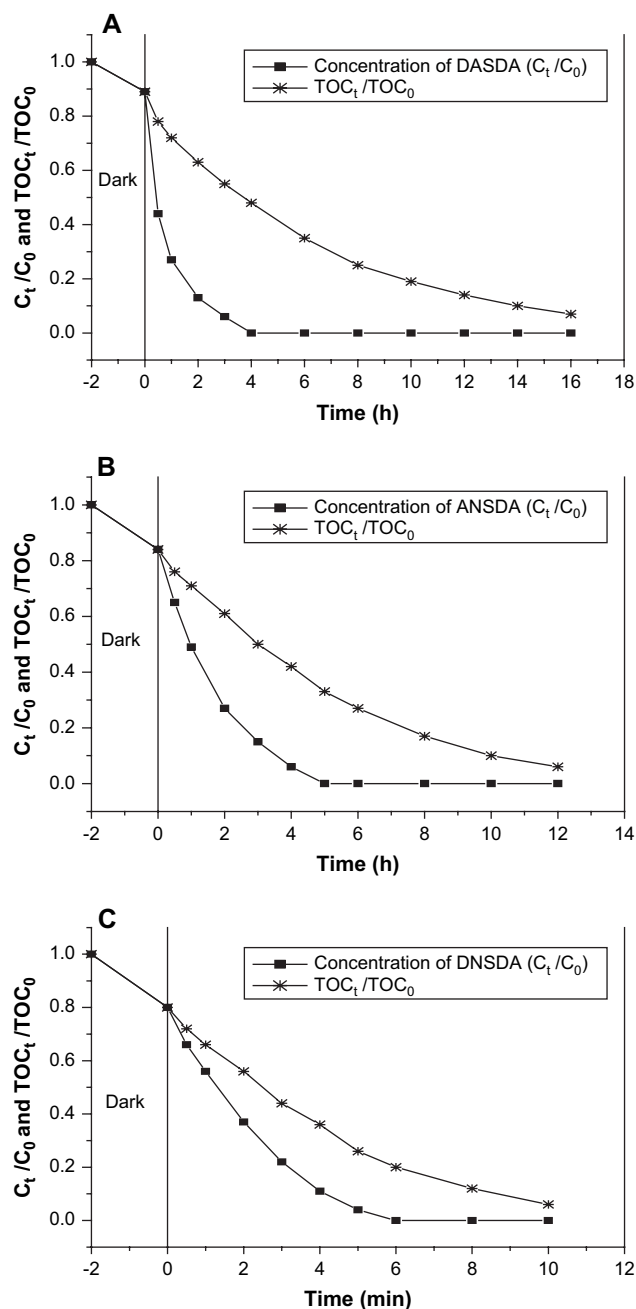 A
Concentration of DASDA (Ct /C0)
TOCt /TOC0
Dark
Ct /C0 and TOCt /TOC0
1.0
0.8
0.6
0.4
0.2
0.0
-2 0 2 4 6 8 10 12 14 16 18
Time (h)
B
Concentration of ANSDA (Ct /C0)
TOCt /TOC0
Dark
Ct /C0 and TOCt /TOC0
1.0
0.8
0.6
0.4
0.2
0.0
-2 0 2 4 6 8 10 12 14
Time (h)
C
Concentration of DNSDA (Ct /C0)
TOCt /TOC0
Dark
Ct /C0 and TOCt /TOC0
1.0
0.8
0.6
0.4
0.2
0.0
-2 0 2 4 6 8 10 12
Time (min)